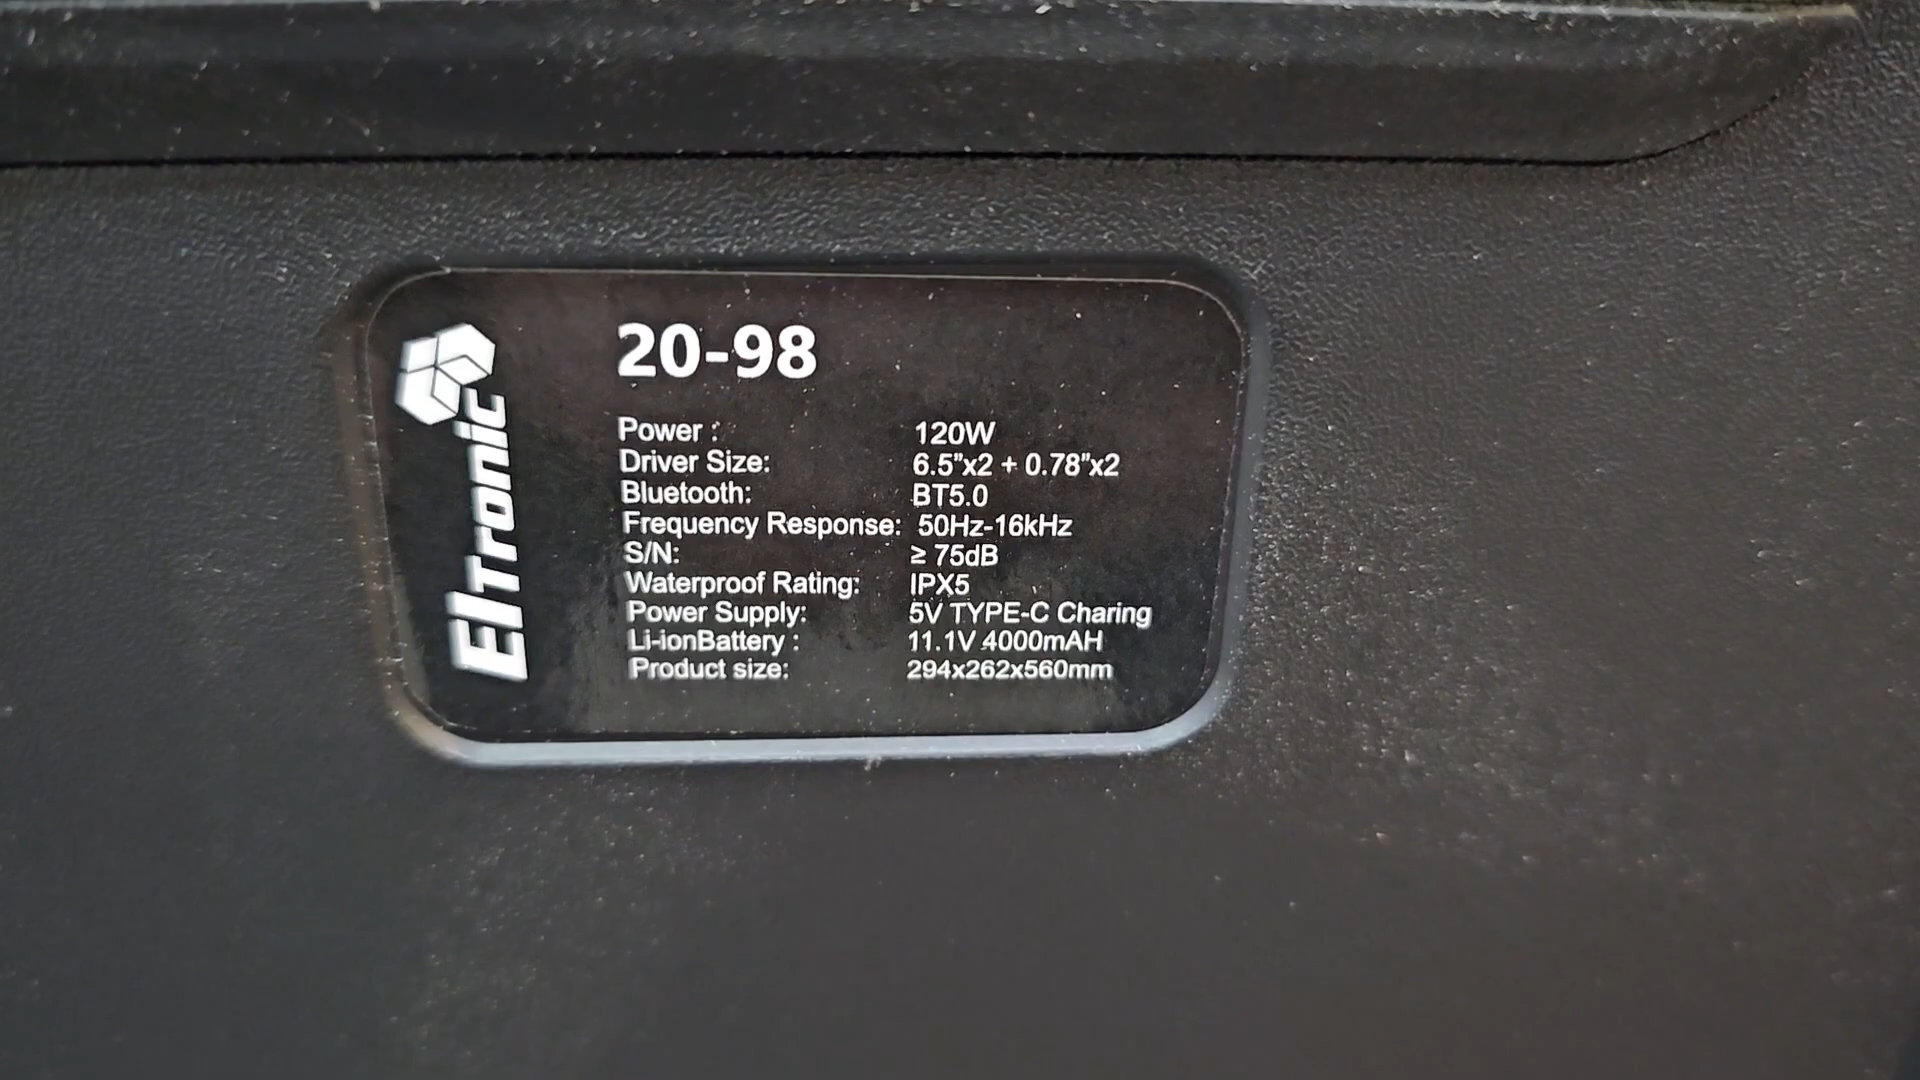 ElTronic
20-98
Power : 120W
Driver Size: 6.5"x2 + 0.78"x2
Bluetooth: BT5.0
Frequency Response: 50Hz-16kHz
S/N: ≥ 75dB
Waterproof Rating: IPX5
Power Supply: 5V TYPE-C Charing
Li-ionBattery : 11.1V 4000mAH
Product size: 294x262x560mm